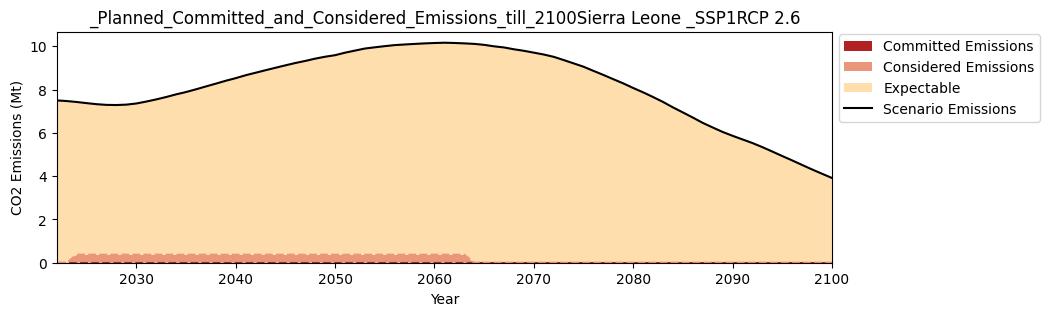 _Planned_Committed_and_Considered_Emissions_till_2100Sierra Leone _SSP1RCP 2.6
Committed Emissions
Considered Emissions
Expectable
Scenario Emissions
CO2 Emissions (Mt)
10
8
6
4
2
0
2030 2040 2050 2060 2070 2080 2090 2100
Year